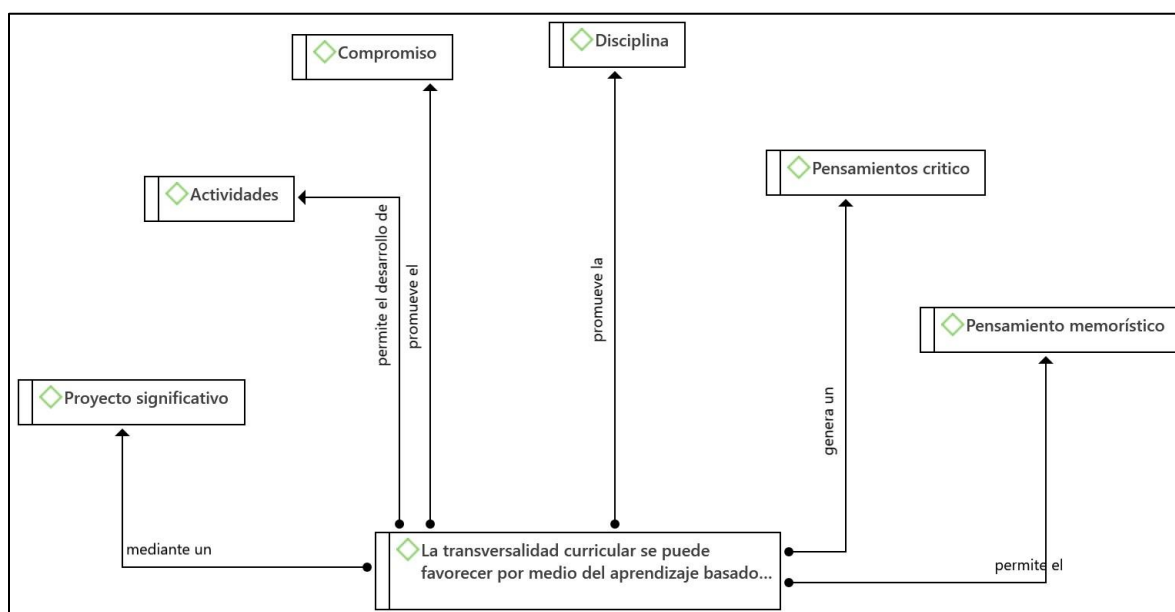 Compromiso
Disciplina
Pensamientos critico
Actividades
permite el desarrollo de
promueve el
promueve la
genera un
Pensamiento memorístico
Proyecto significativo
mediante un
La transversalidad curricular se puede
favorecer por medio del aprendizaje basado...
permite el